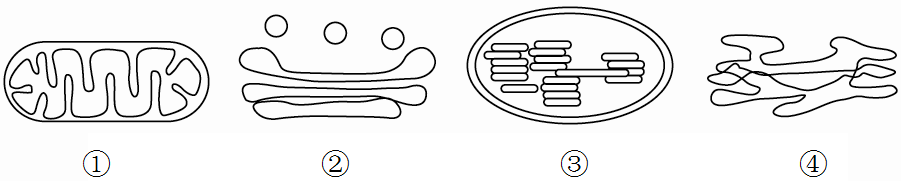 ① ② ③ ④